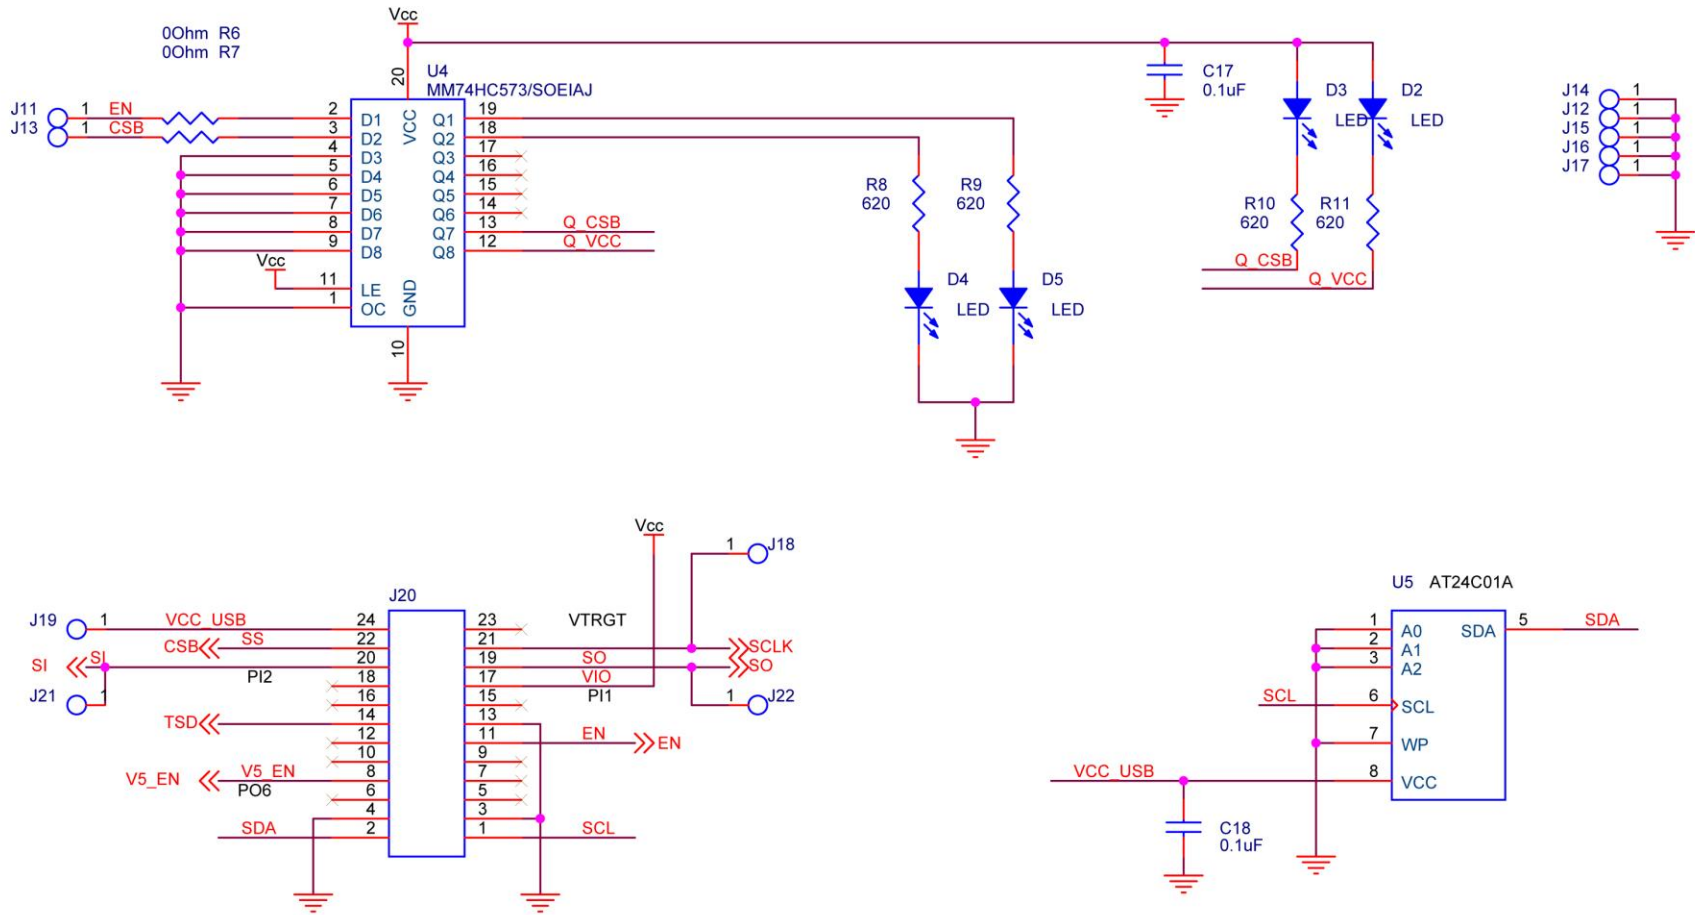 Vcc
0Ohm R6
0Ohm R7
20
U4
MM74HC573/SOEIAJ
C17
0.1uF
D3
LED
D2
LED
J14 1
J12 1
J15 1
J16 1
J17 1
J11 1 EN 2 D1 VCC Q1 19
J13 1 CSB 3 D2 Q2 18
4 D3 Q3 17
5 D4 Q4 16
6 D5 Q5 15
7 D6 Q6 14
8 D7 Q7 13 Q_CSB
9 D8 Q8 12 Q_VCC
Vcc
11 LE
1 OC
GND
10
R8
620
R9
620
R10
620
R11
620
Q_CSB
Q_VCC
D4
LED
D5
LED
Vcc
1 J18
J20
J19 1 VCC_USB 24 23 VTRGT
CSB SS 22 21 SCLK
SI SI 20 19 SO SO
PI2 18 17 VIO
J21 1 16 15 PI1 1 J22
TSD 14 13
12 11 EN EN
10 9
V5_EN V5_EN 8 7
PO6 6 5
4 3
SDA 2 1 SCL
U5 AT24C01A
1 A0 SDA 5 SDA
2 A1
3 A2
SCL 6 SCL
7 WP
VCC_USB 8 VCC
C18
0.1uF